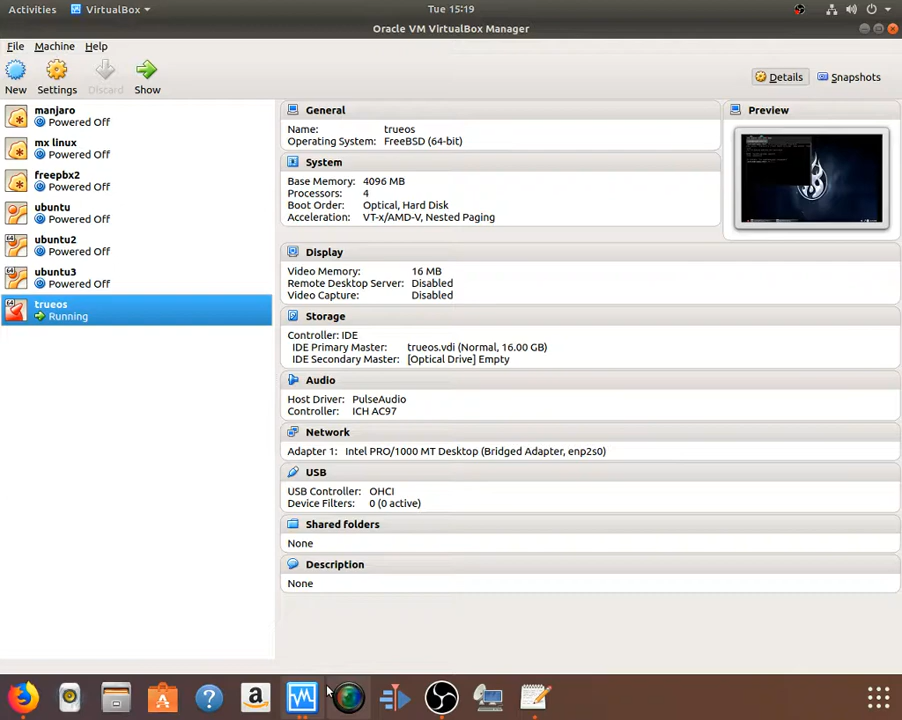 Activities VirtualBox Tue 15:19
Oracle VM VirtualBox Manager
File Machine Help
New Settings Discard Show Details Snapshots
manjaro
Powered Off
mx linux
Powered Off
freepbx2
Powered Off
ubuntu
Powered Off
ubuntu2
Powered Off
ubuntu3
Powered Off
trueos
Running
General
Name: trueos
Operating System: FreeBSD (64-bit)
System
Base Memory: 4096 MB
Processors: 4
Boot Order: Optical, Hard Disk
Acceleration: VT-x/AMD-V, Nested Paging
Display
Video Memory: 16 MB
Remote Desktop Server: Disabled
Video Capture: Disabled
Storage
Controller: IDE
IDE Primary Master: trueos.vdi (Normal, 16.00 GB)
IDE Secondary Master: [Optical Drive] Empty
Audio
Host Driver: PulseAudio
Controller: ICH AC97
Network
Adapter 1: Intel PRO/1000 MT Desktop (Bridged Adapter, enp2s0)
USB
USB Controller: OHCI
Device Filters: 0 (0 active)
Shared folders
None
Description
None
Preview